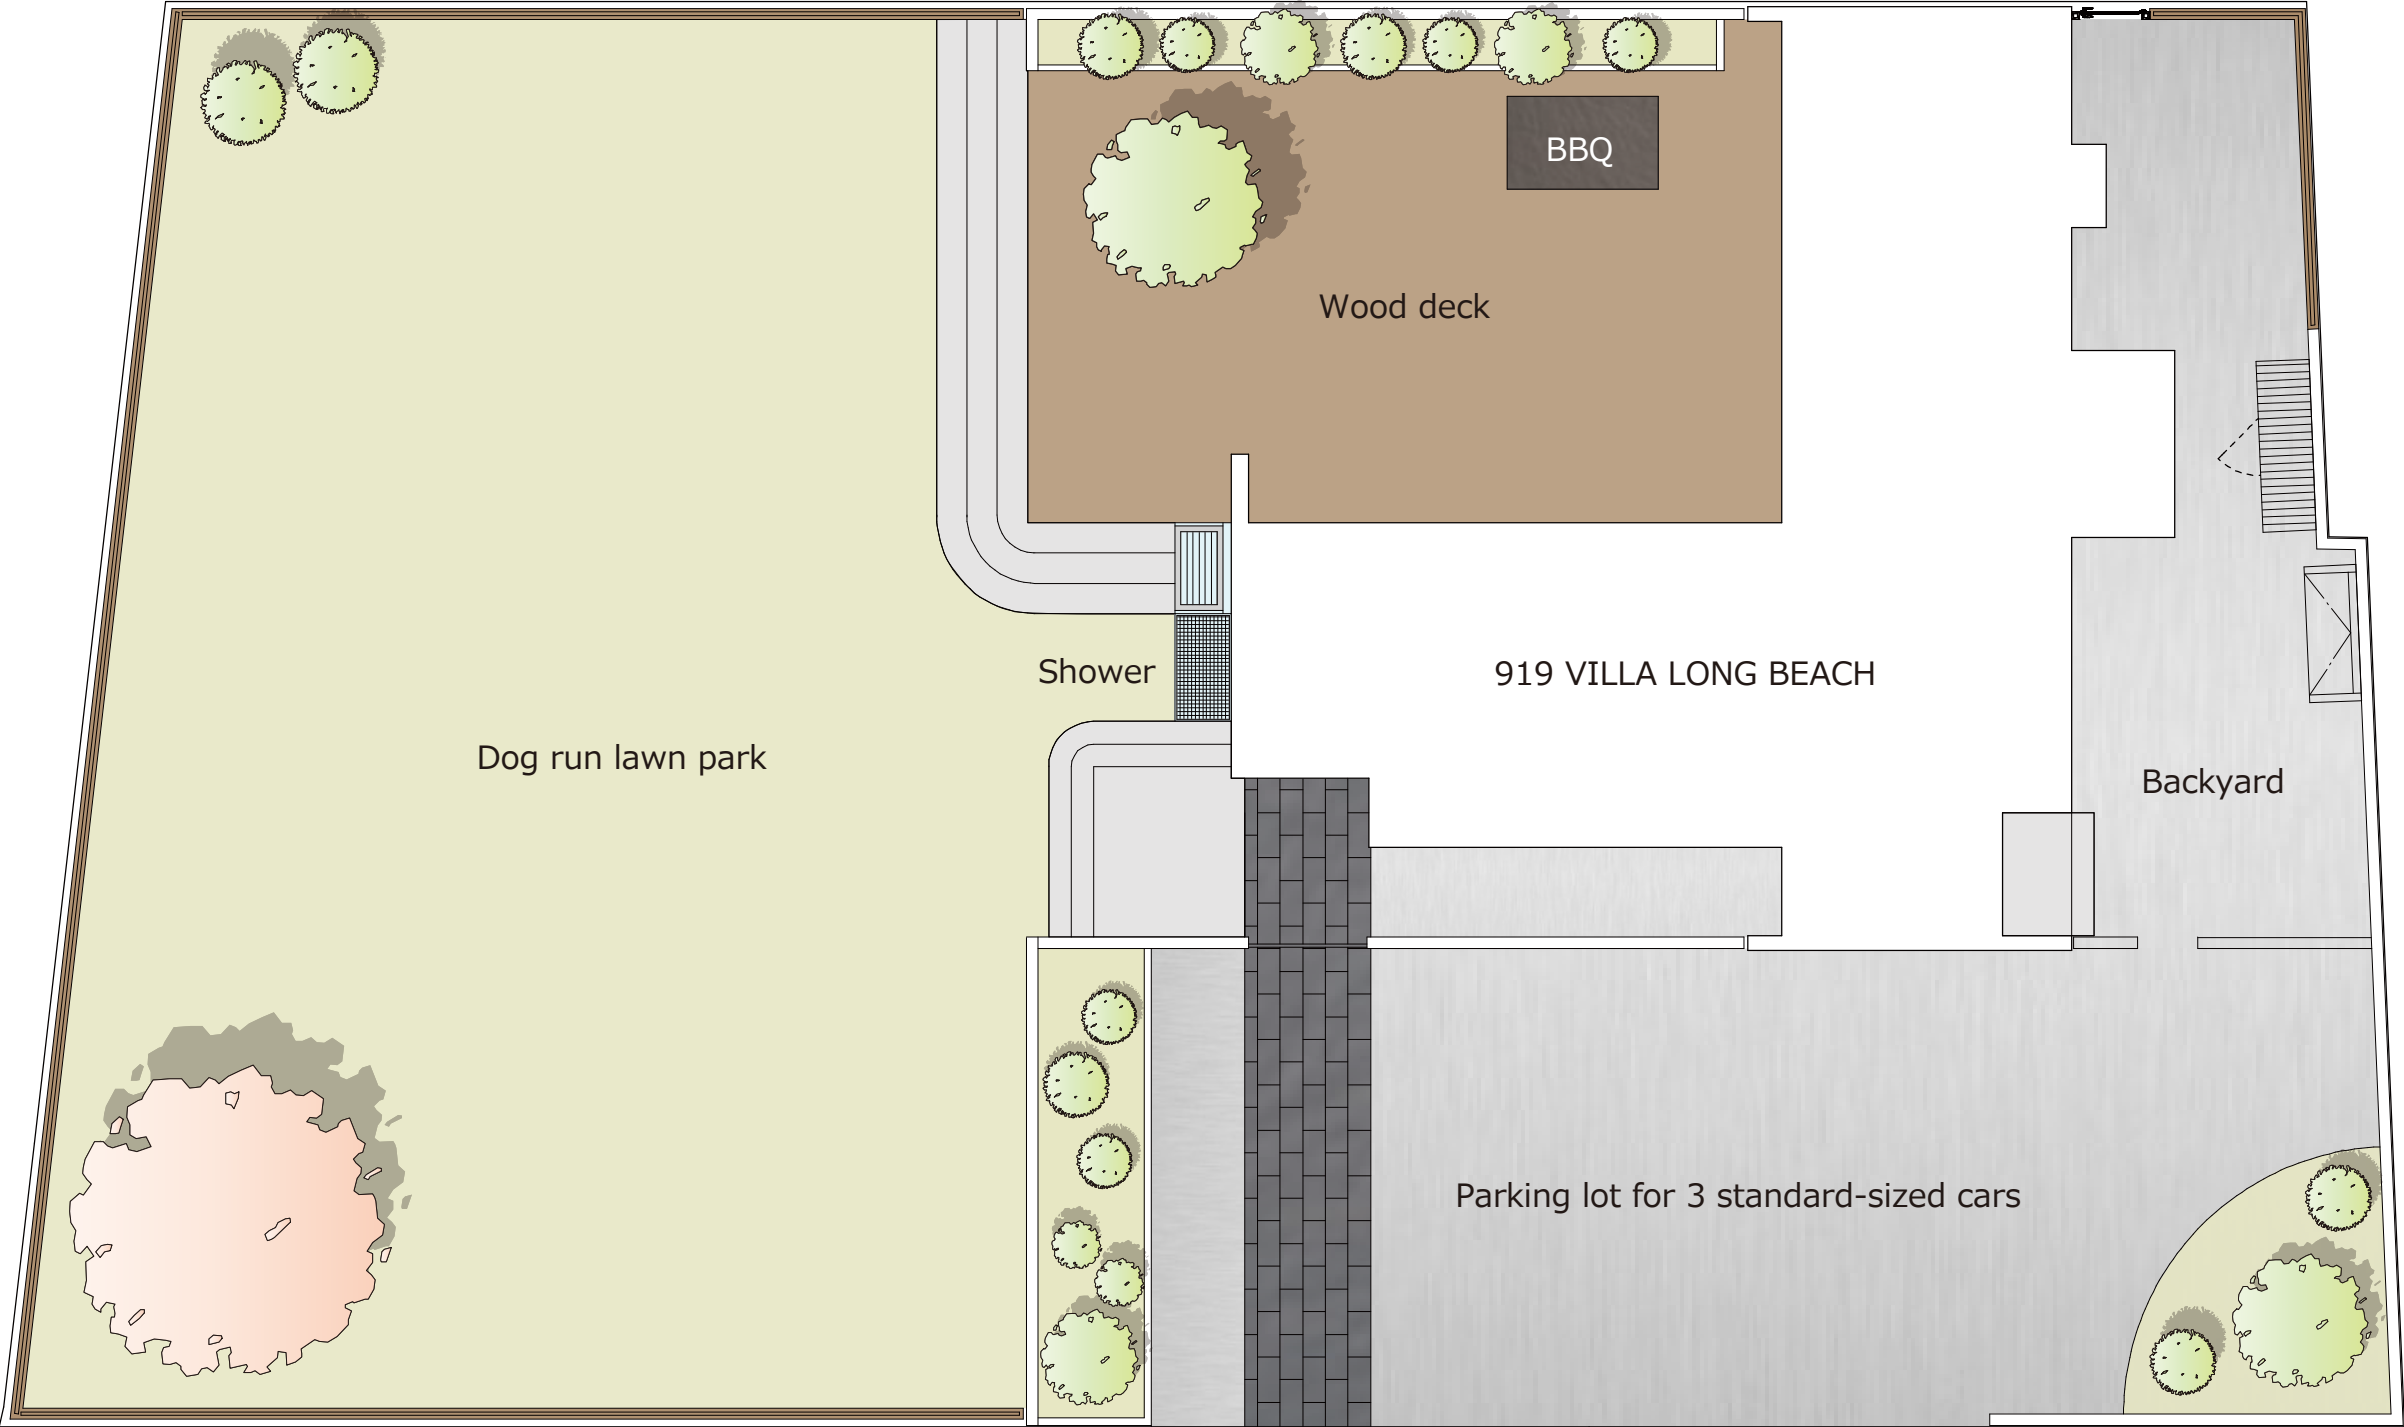 BBQ
Wood deck
Shower
919 VILLA LONG BEACH
Dog run lawn park
Backyard
Parking lot for 3 standard-sized cars